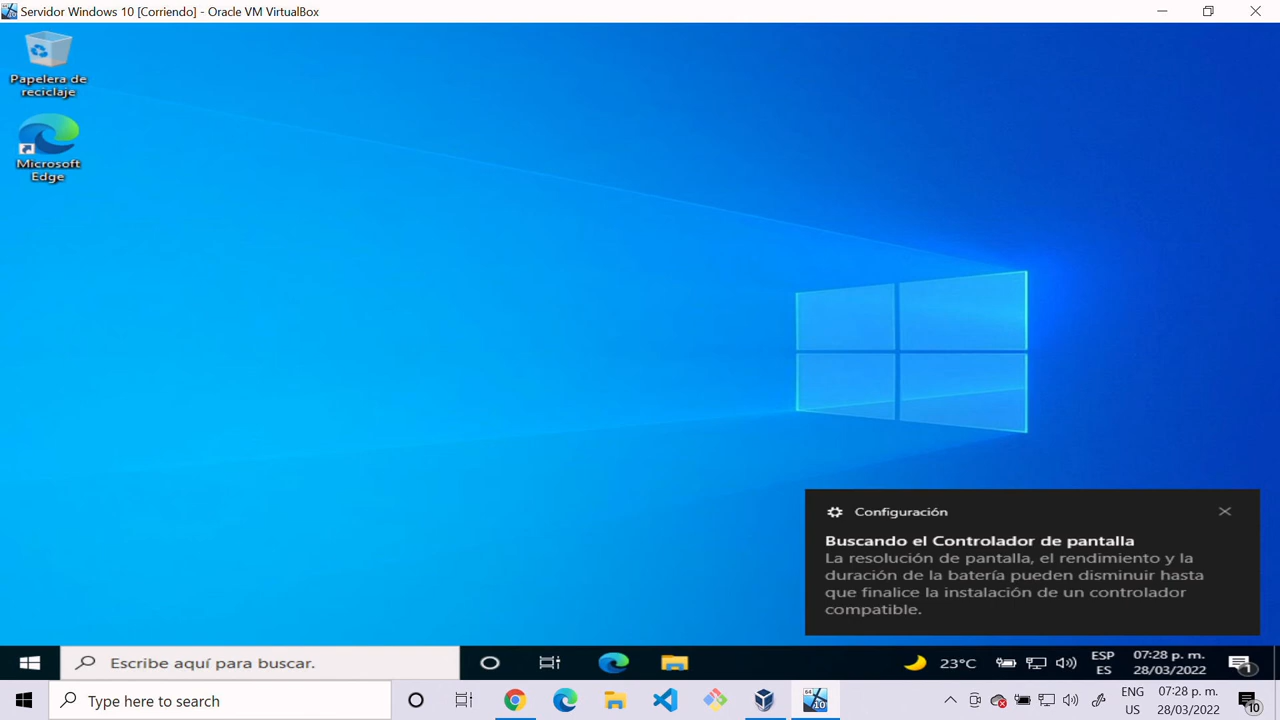 Servidor Windows 10 [Corriendo] - Oracle VM VirtualBox
Papelera de
reciclaje
Microsoft
Edge
Configuración
Buscando el Controlador de pantalla
La resolución de pantalla, el rendimiento y la
duración de la batería pueden disminuir hasta
que finalice la instalación de un controlador
compatible.
Escribe aquí para buscar.
23°C
ESP
ES
07:28 p. m.
28/03/2022
1
Type here to search
ENG
US
07:28 p. m.
28/03/2022
10